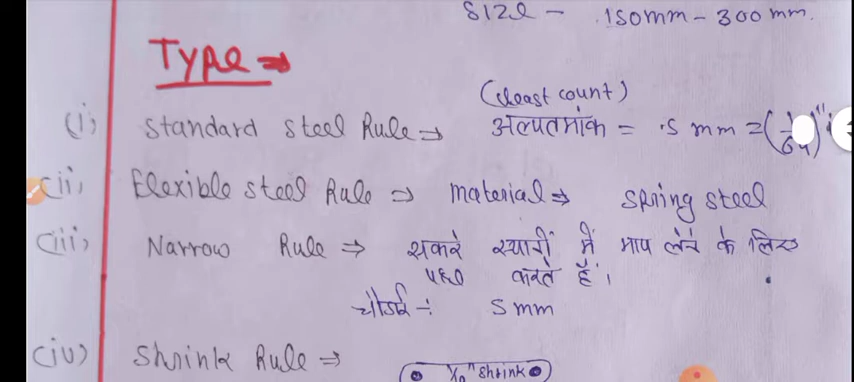 SIZE - 150mm - 300 mm.
Type ⇒
(least count)
(i) Standard Steel Rule ⇒ अल्पतमांक = .5 mm = (1/64)"
(ii) Flexible Steel Rule ⇒ material ⇒ spring steel
(iii) Narrow Rule ⇒ सकरे स्थानों में माप लेने के लिए
use करते हैं।
चौड़ाई ÷ 5 mm
(iv) Shrink Rule ⇒
1/10" shrink